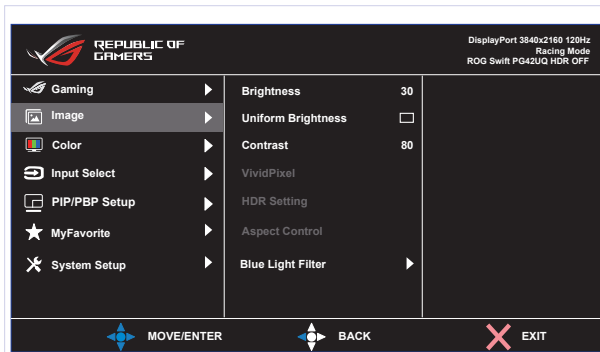 REPUBLIC OF
GAMERS
DisplayPort 3840x2160 120Hz
Racing Mode
ROG Swift PG42UQ HDR OFF
Gaming
Image
Color
Input Select
PIP/PBP Setup
MyFavorite
System Setup
Brightness 30
Uniform Brightness
Contrast 80
VividPixel
HDR Setting
Aspect Control
Blue Light Filter
MOVE/ENTER BACK EXIT